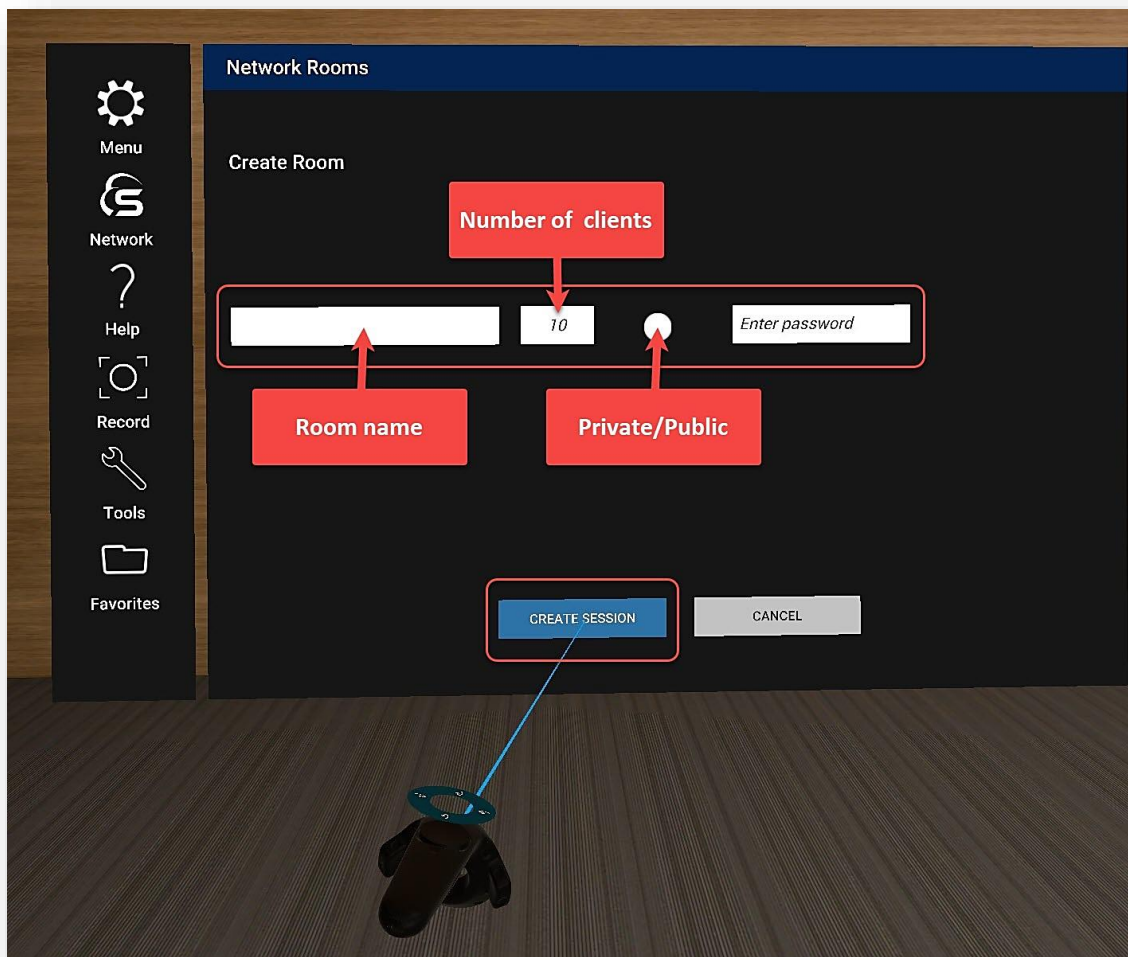 Network Rooms
Menu
Create Room
Number of  clients
Network
Help
10
Enter password
Room name
Private/Public
Record
Tools
Favorites
CREATE SESSION
CANCEL